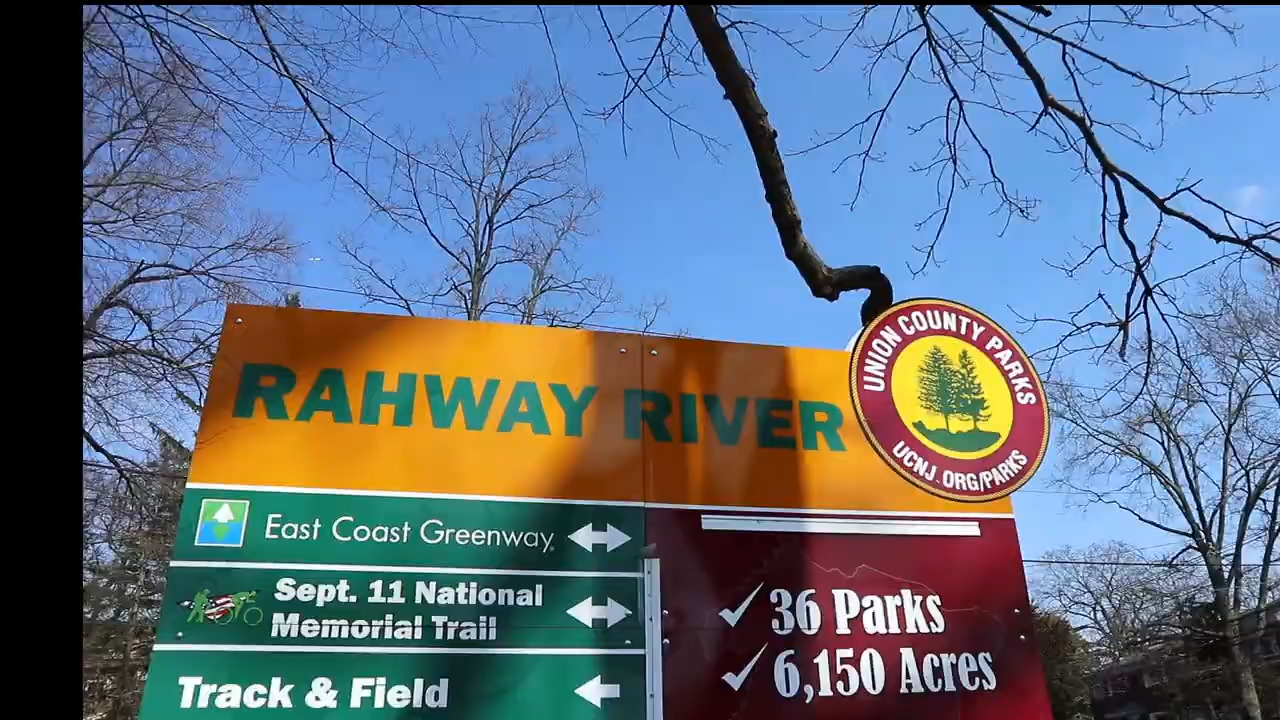 RAHWAY RIVER
UNION COUNTY PARKS
UCNJ.ORG/PARKS
East Coast Greenway
Sept. 11 National
Memorial Trail
Track & Field
36 Parks
6,150 Acres